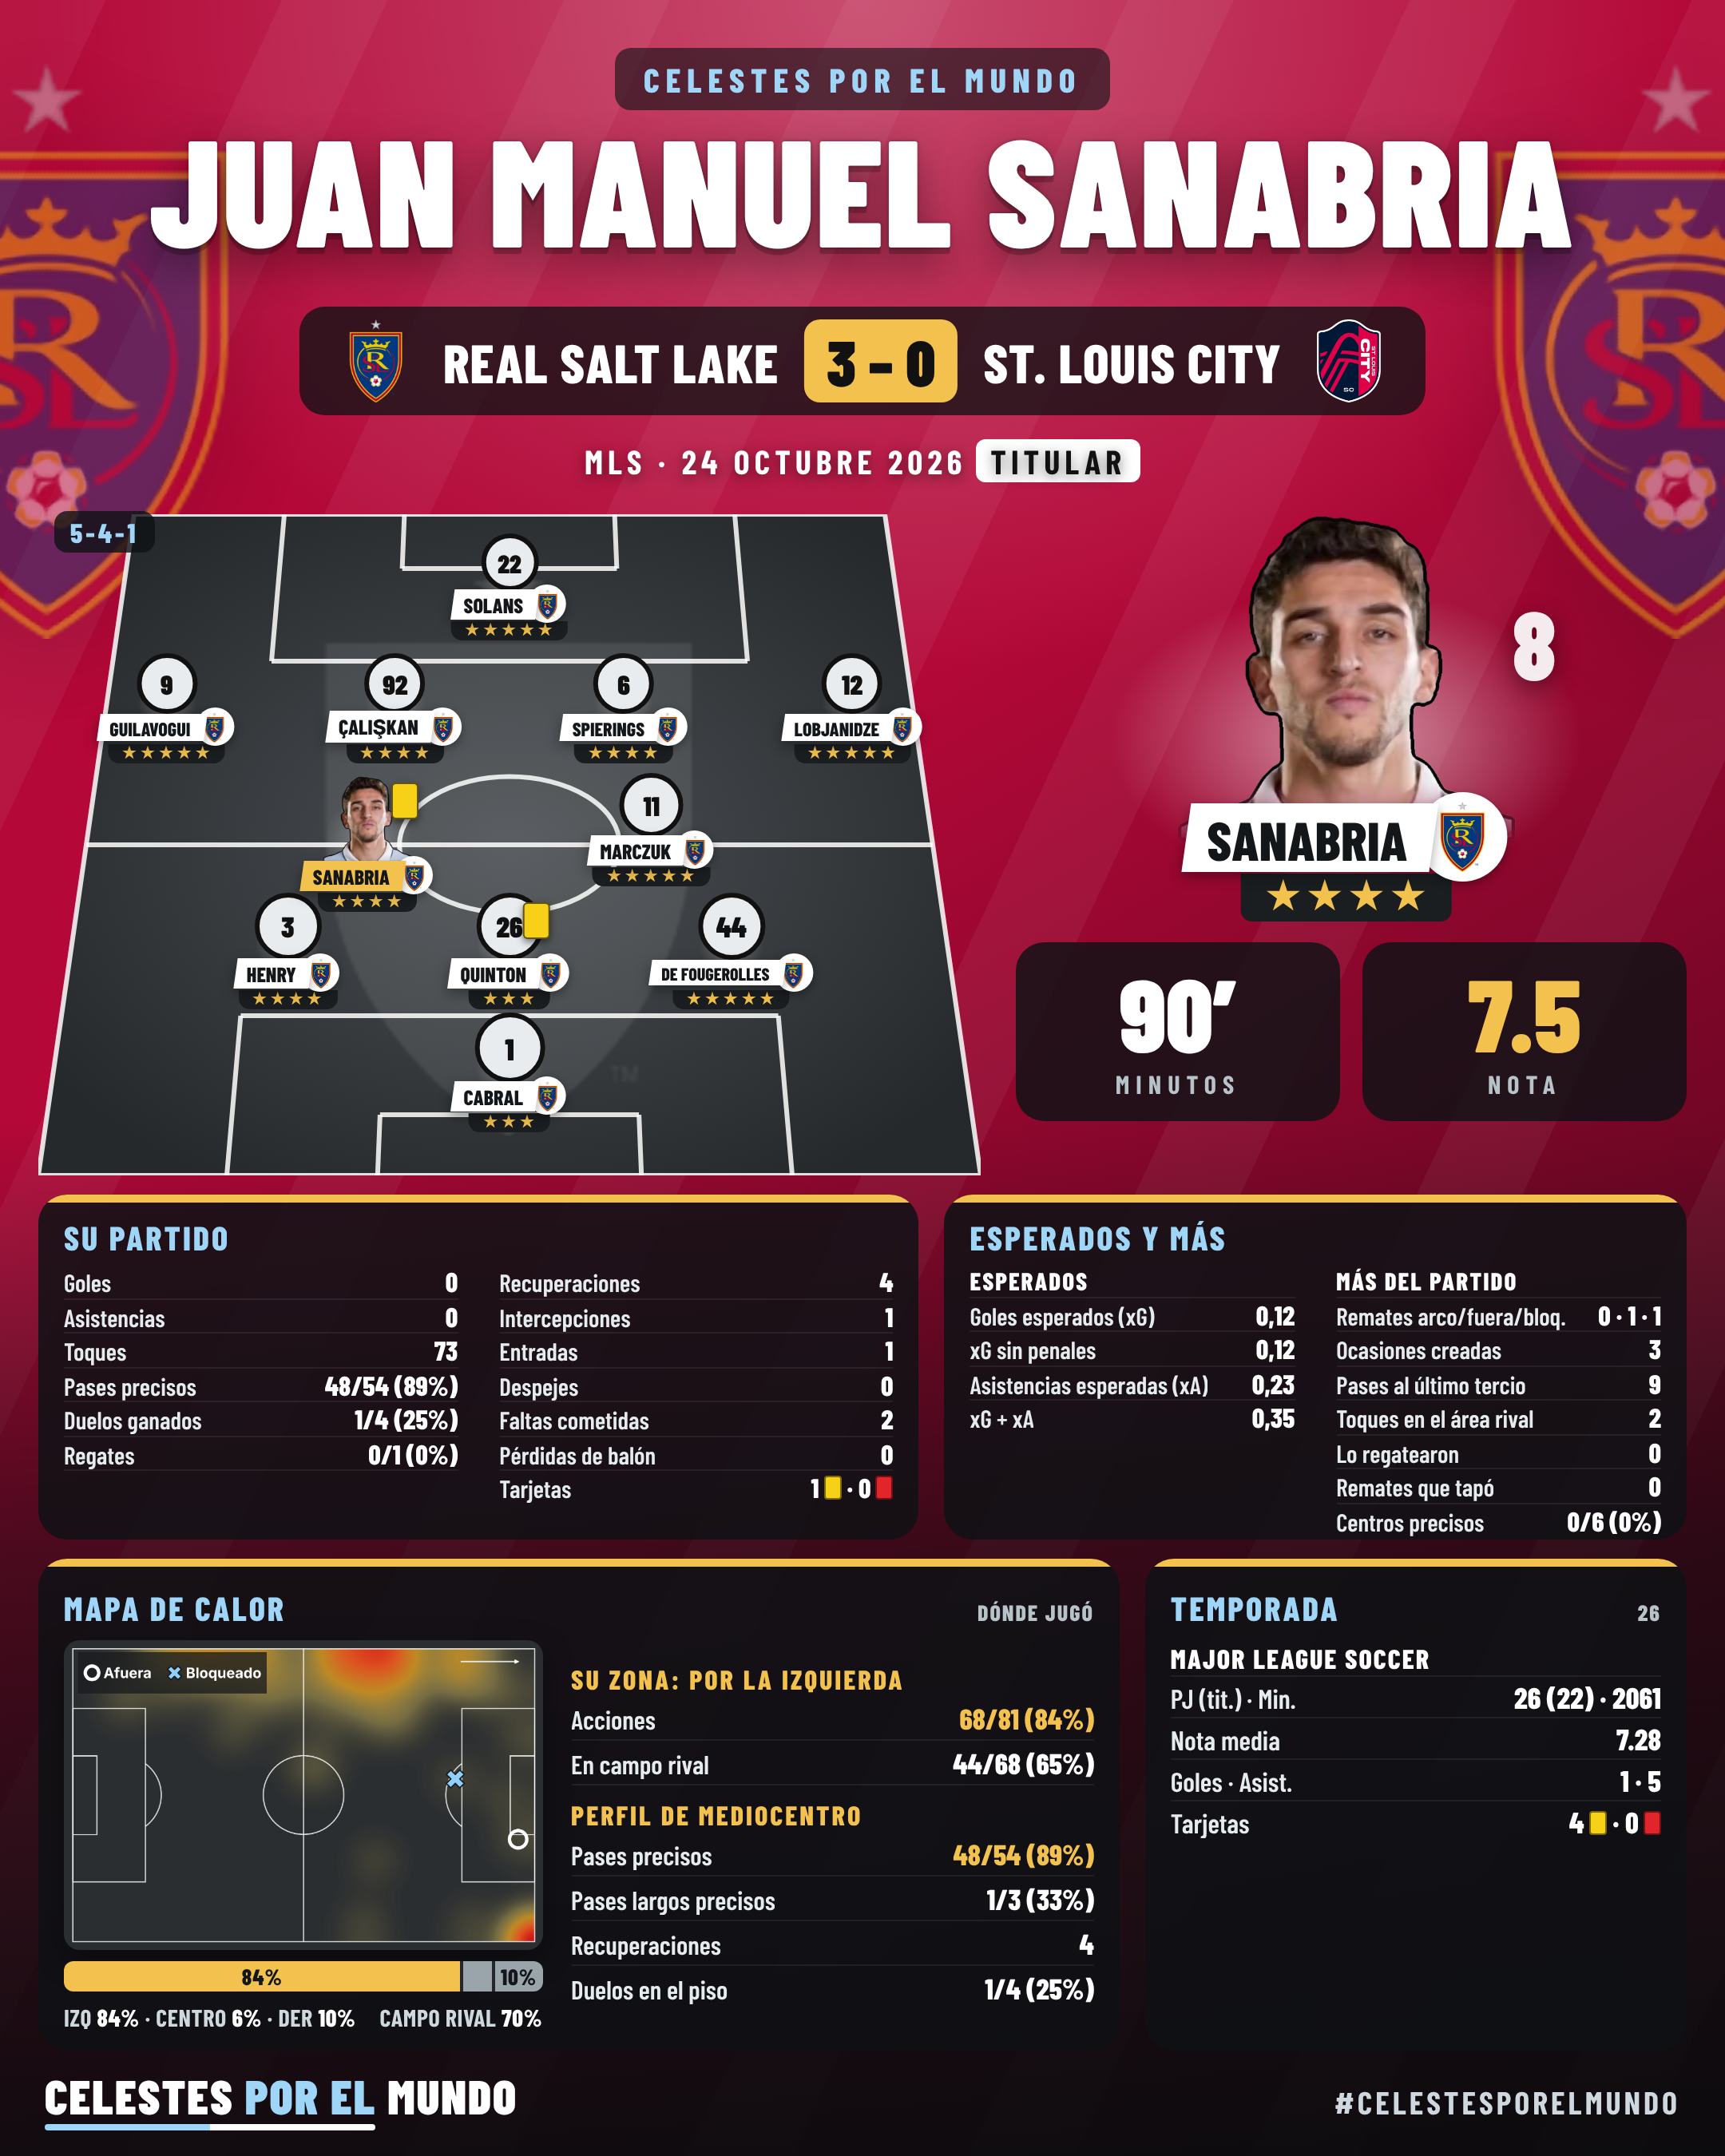 CELESTES POR EL MUNDO
JUAN MANUEL SANABRIA
REAL SALT LAKE 3 - 0 ST. LOUIS CITY
MLS · 24 OCTUBRE 2026 TITULAR
5-4-1
22
SOLANS
9 92 6 12
GUILAVOGUI ÇALIŞKAN SPIERINGS LOBJANIDZE
11
MARCZUK
SANABRIA
3 26 44
HENRY QUINTON DE FOUGEROLLES
1
CABRAL
TM
8
SANABRIA
90' 7.5
MINUTOS NOTA
SU PARTIDO
Goles 0
Asistencias 0
Toques 73
Pases precisos 48/54 (89%)
Duelos ganados 1/4 (25%)
Regates 0/1 (0%)
Recuperaciones 4
Intercepciones 1
Entradas 1
Despejes 0
Faltas cometidas 2
Pérdidas de balón 0
Tarjetas 1 · 0
ESPERADOS Y MÁS
ESPERADOS
Goles esperados (xG) 0,12
xG sin penales 0,12
Asistencias esperadas (xA) 0,23
xG + xA 0,35
MÁS DEL PARTIDO
Remates arco/fuera/bloq. 0 · 1 · 1
Ocasiones creadas 3
Pases al último tercio 9
Toques en el área rival 2
Lo regatearon 0
Remates que tapó 0
Centros precisos 0/6 (0%)
MAPA DE CALOR DÓNDE JUGÓ
Afuera Bloqueado
84% 10%
IZQ 84% · CENTRO 6% · DER 10% CAMPO RIVAL 70%
SU ZONA: POR LA IZQUIERDA
Acciones 68/81 (84%)
En campo rival 44/68 (65%)
PERFIL DE MEDIOCENTRO
Pases precisos 48/54 (89%)
Pases largos precisos 1/3 (33%)
Recuperaciones 4
Duelos en el piso 1/4 (25%)
TEMPORADA 26
MAJOR LEAGUE SOCCER
PJ (tit.) · Min. 26 (22) · 2061
Nota media 7.28
Goles · Asist. 1 · 5
Tarjetas 4 · 0
CELESTES POR EL MUNDO
#CELESTESPORELMUNDO